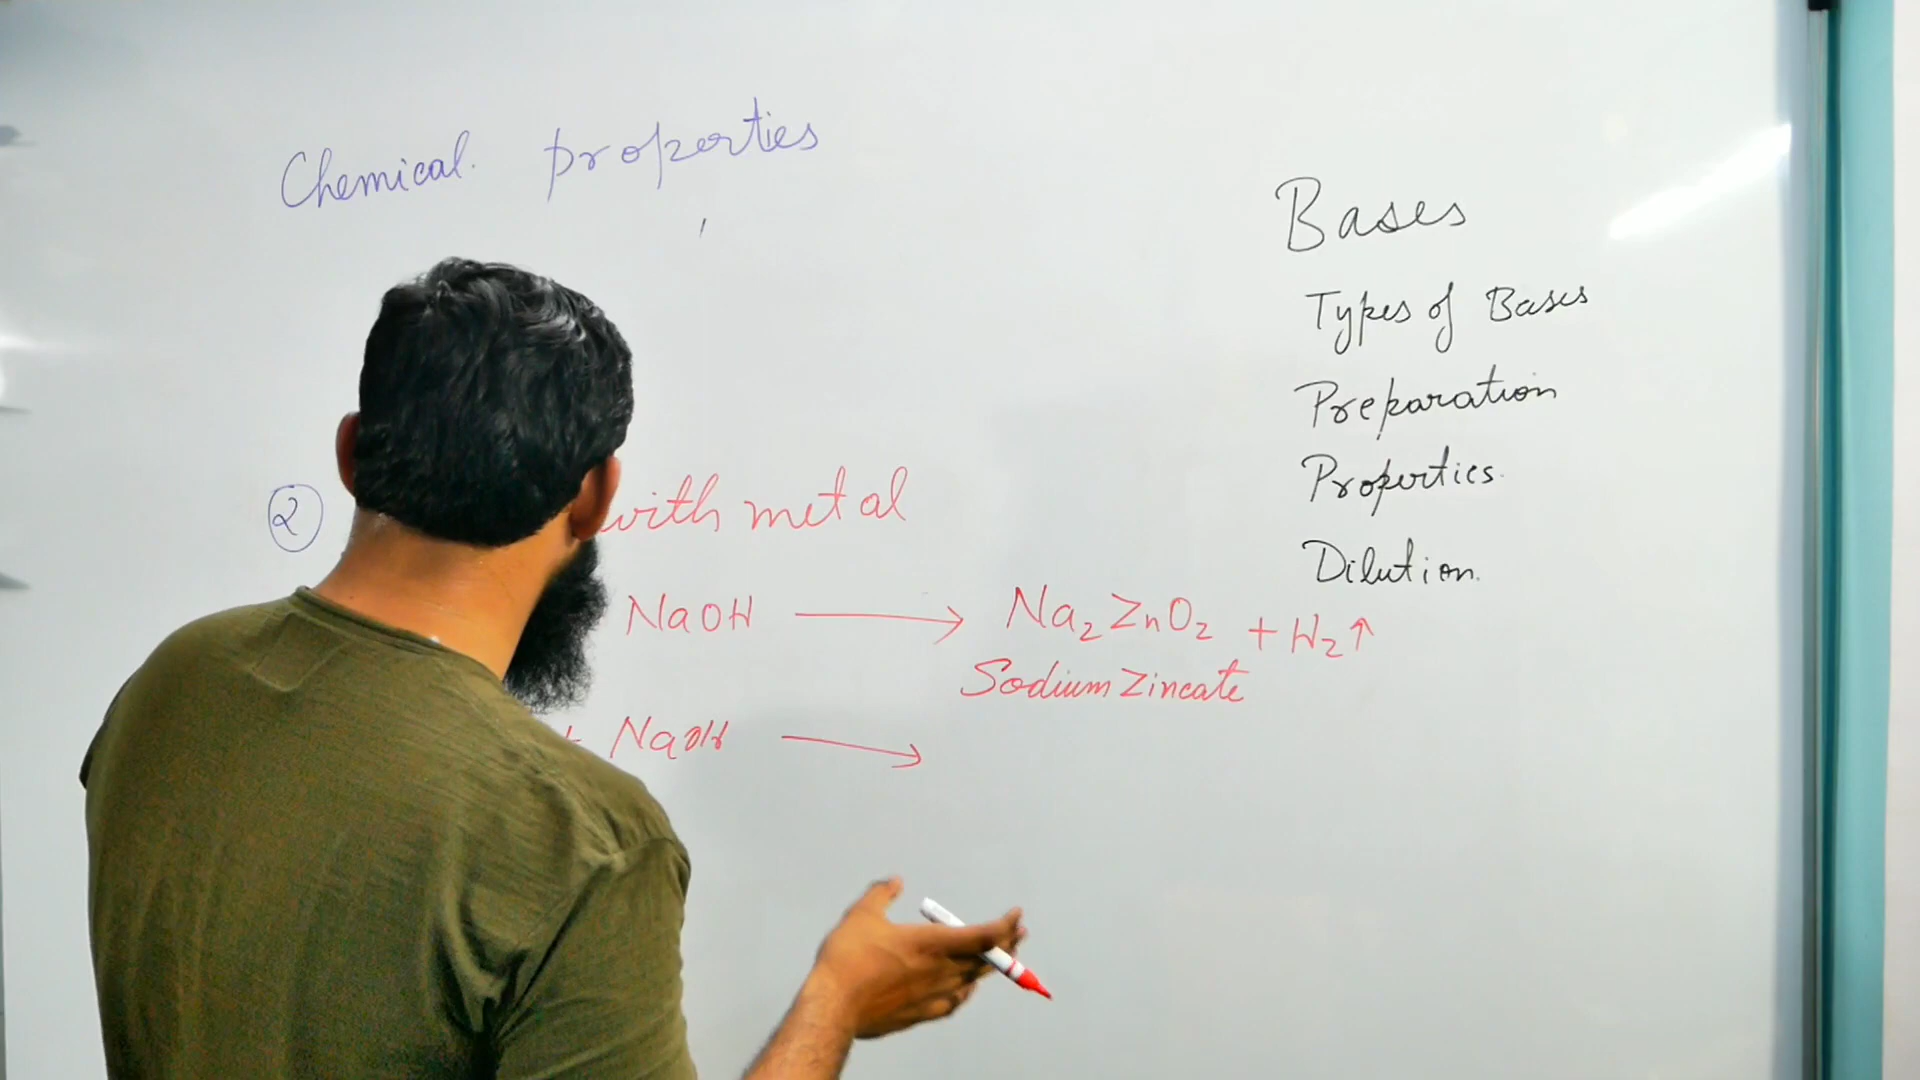 Chemical. properties
Bases
Types of Bases
Preparation
Properties.
Dilution.
② with metal
NaOH ⟶ Na₂ZnO₂ + H₂↑
Sodium Zincate
+ NaOH ⟶